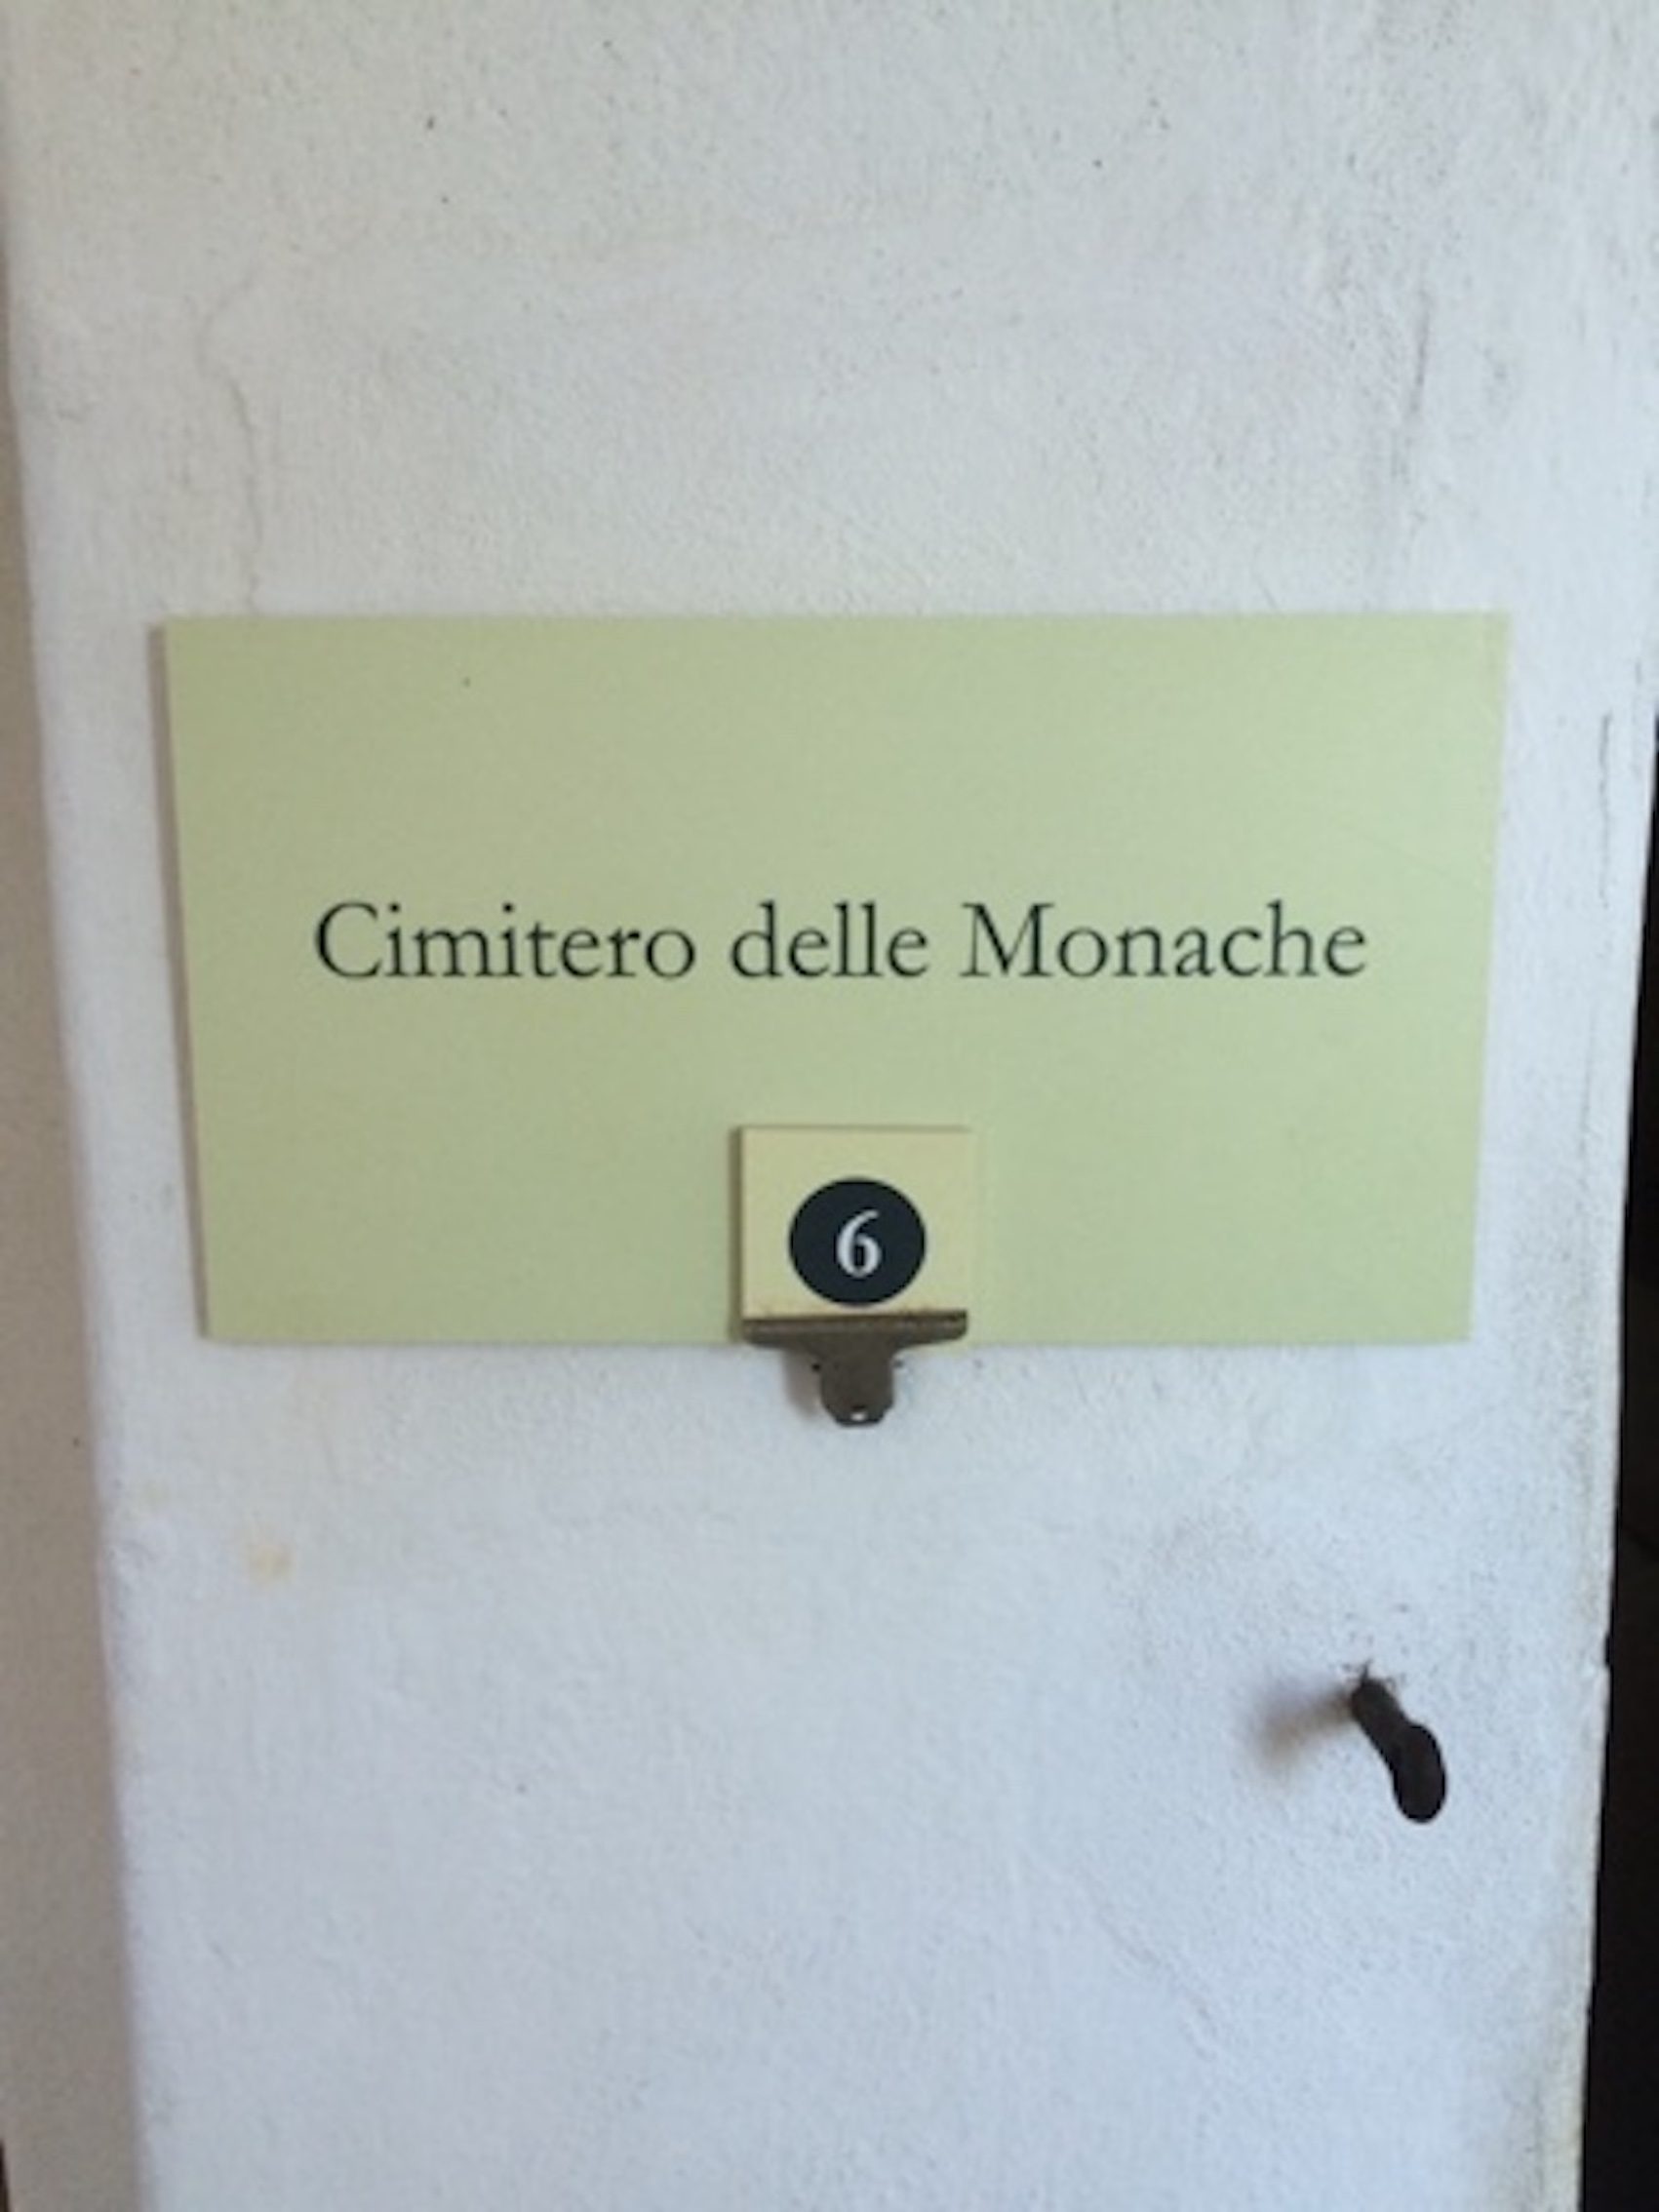 Cimitero delle Monache
6